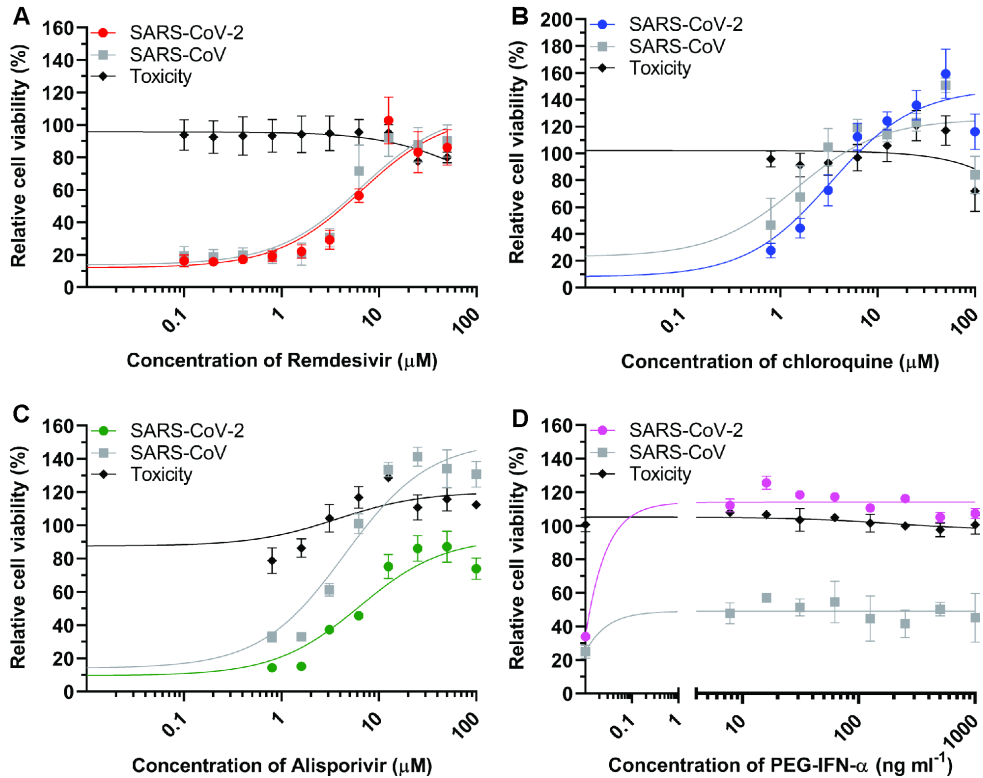 A
SARS-CoV-2
SARS-CoV
Toxicity
Relative cell viability (%)
160
140
120
100
80
60
40
20
0
0.1
1
10
100
Concentration of Remdesivir (μM)
B
SARS-CoV-2
SARS-CoV
Toxicity
Relative cell viability (%)
200
180
160
140
120
100
80
60
40
20
0
0.1
1
10
100
Concentration of chloroquine (μM)
C
SARS-CoV-2
SARS-CoV
Toxicity
Relative cell viability (%)
160
140
120
100
80
60
40
20
0
0.1
1
10
100
Concentration of Alisporivir (μM)
D
SARS-CoV-2
SARS-CoV
Toxicity
Relative cell viability (%)
160
140
120
100
80
60
40
20
0
0.1
1
10
100
1000
Concentration of PEG-IFN-α (ng ml⁻¹)